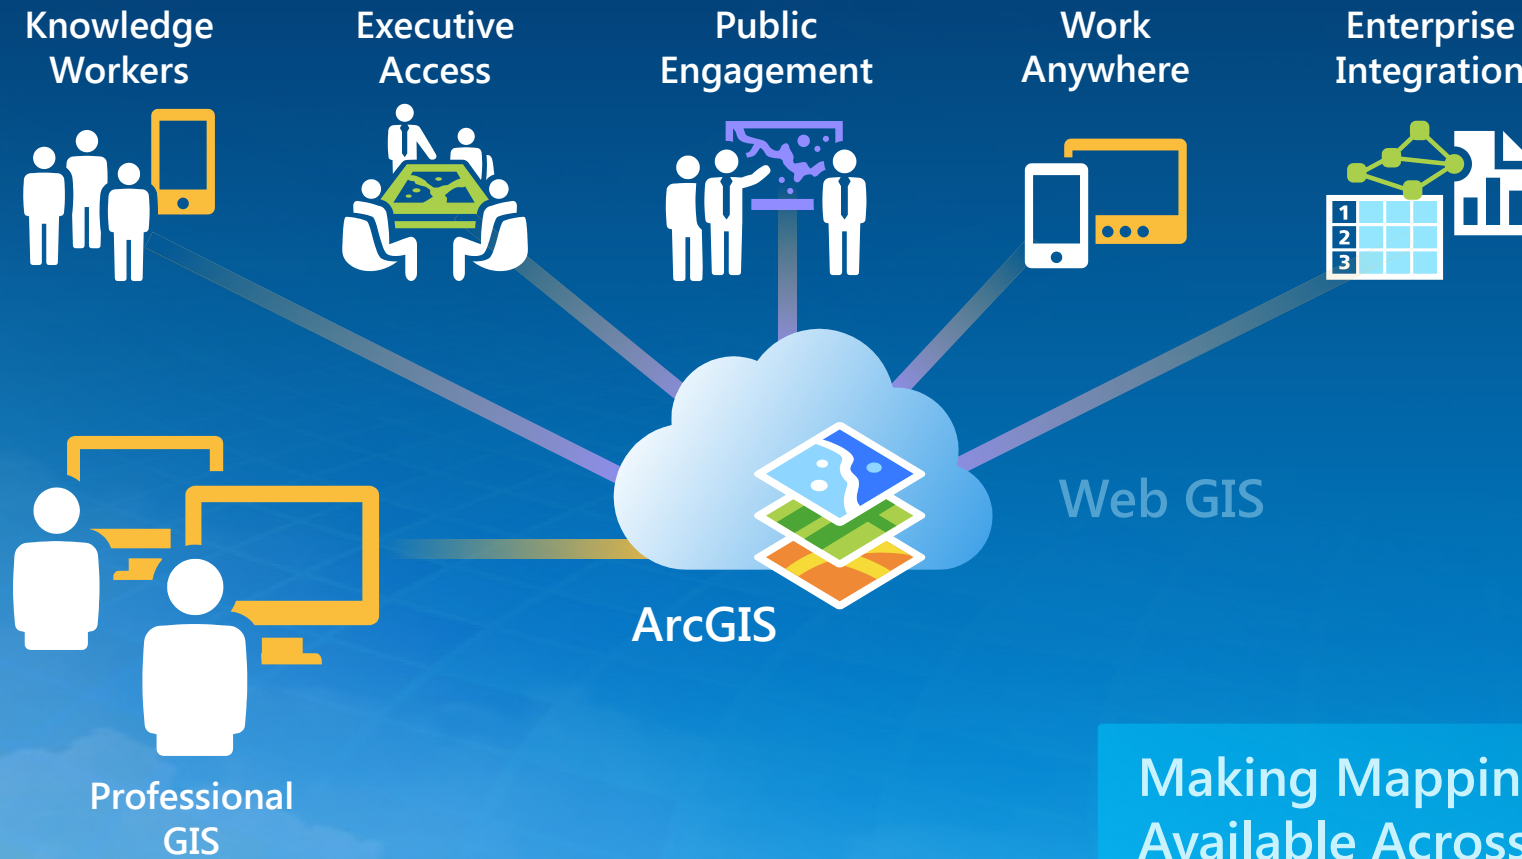 Knowledge
Workers
Executive
Access
Public
Engagement
Work
Anywhere
Enterprise
Integration
1
2
3
Web GIS
ArcGIS
Professional
GIS
Making Mappin
Available Across